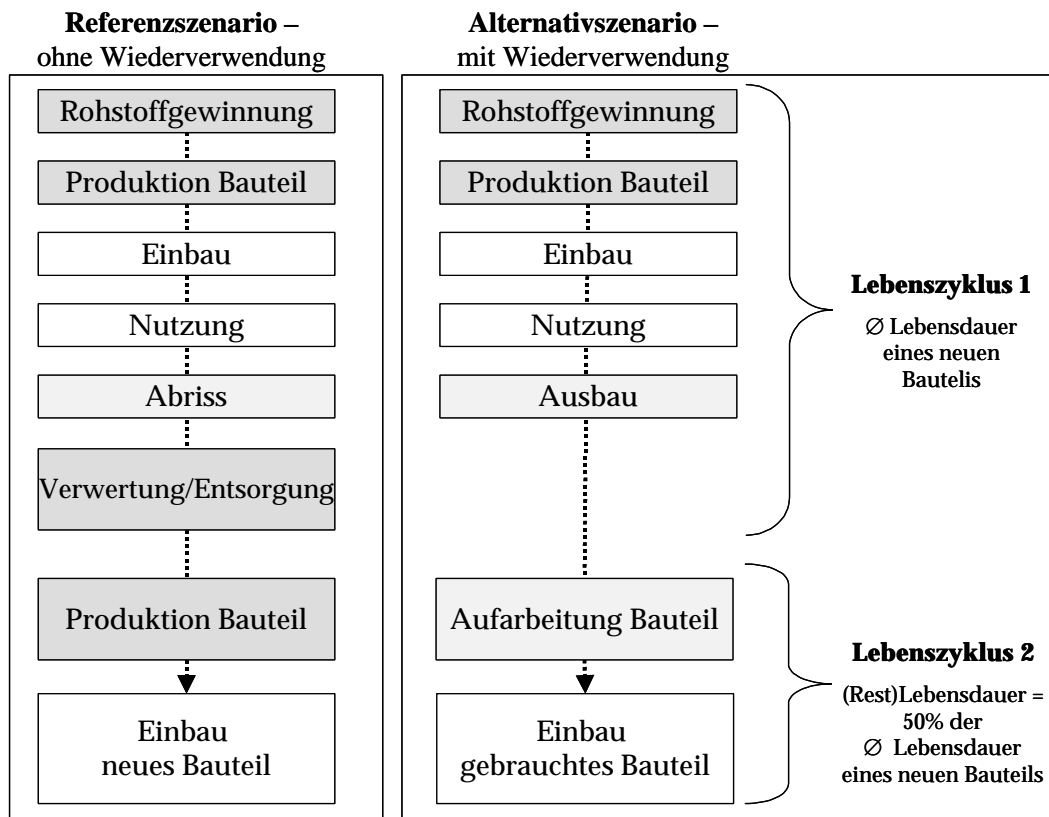 Referenzszenario –
ohne Wiederverwendung
Rohstoffgewinnung
Produktion Bauteil
Einbau
Nutzung
Abriss
Verwertung/Entsorgung
Produktion Bauteil
Einbau
neues Bauteil
Alternativszenario –
mit Wiederverwendung
Rohstoffgewinnung
Produktion Bauteil
Einbau
Nutzung
Ausbau
Aufarbeitung Bauteil
Einbau
gebrauchtes Bauteil
Lebenszyklus 1
∅ Lebensdauer
eines neuen
Bautelis
Lebenszyklus 2
(Rest)Lebensdauer =
50% der
∅ Lebensdauer
eines neuen Bauteils